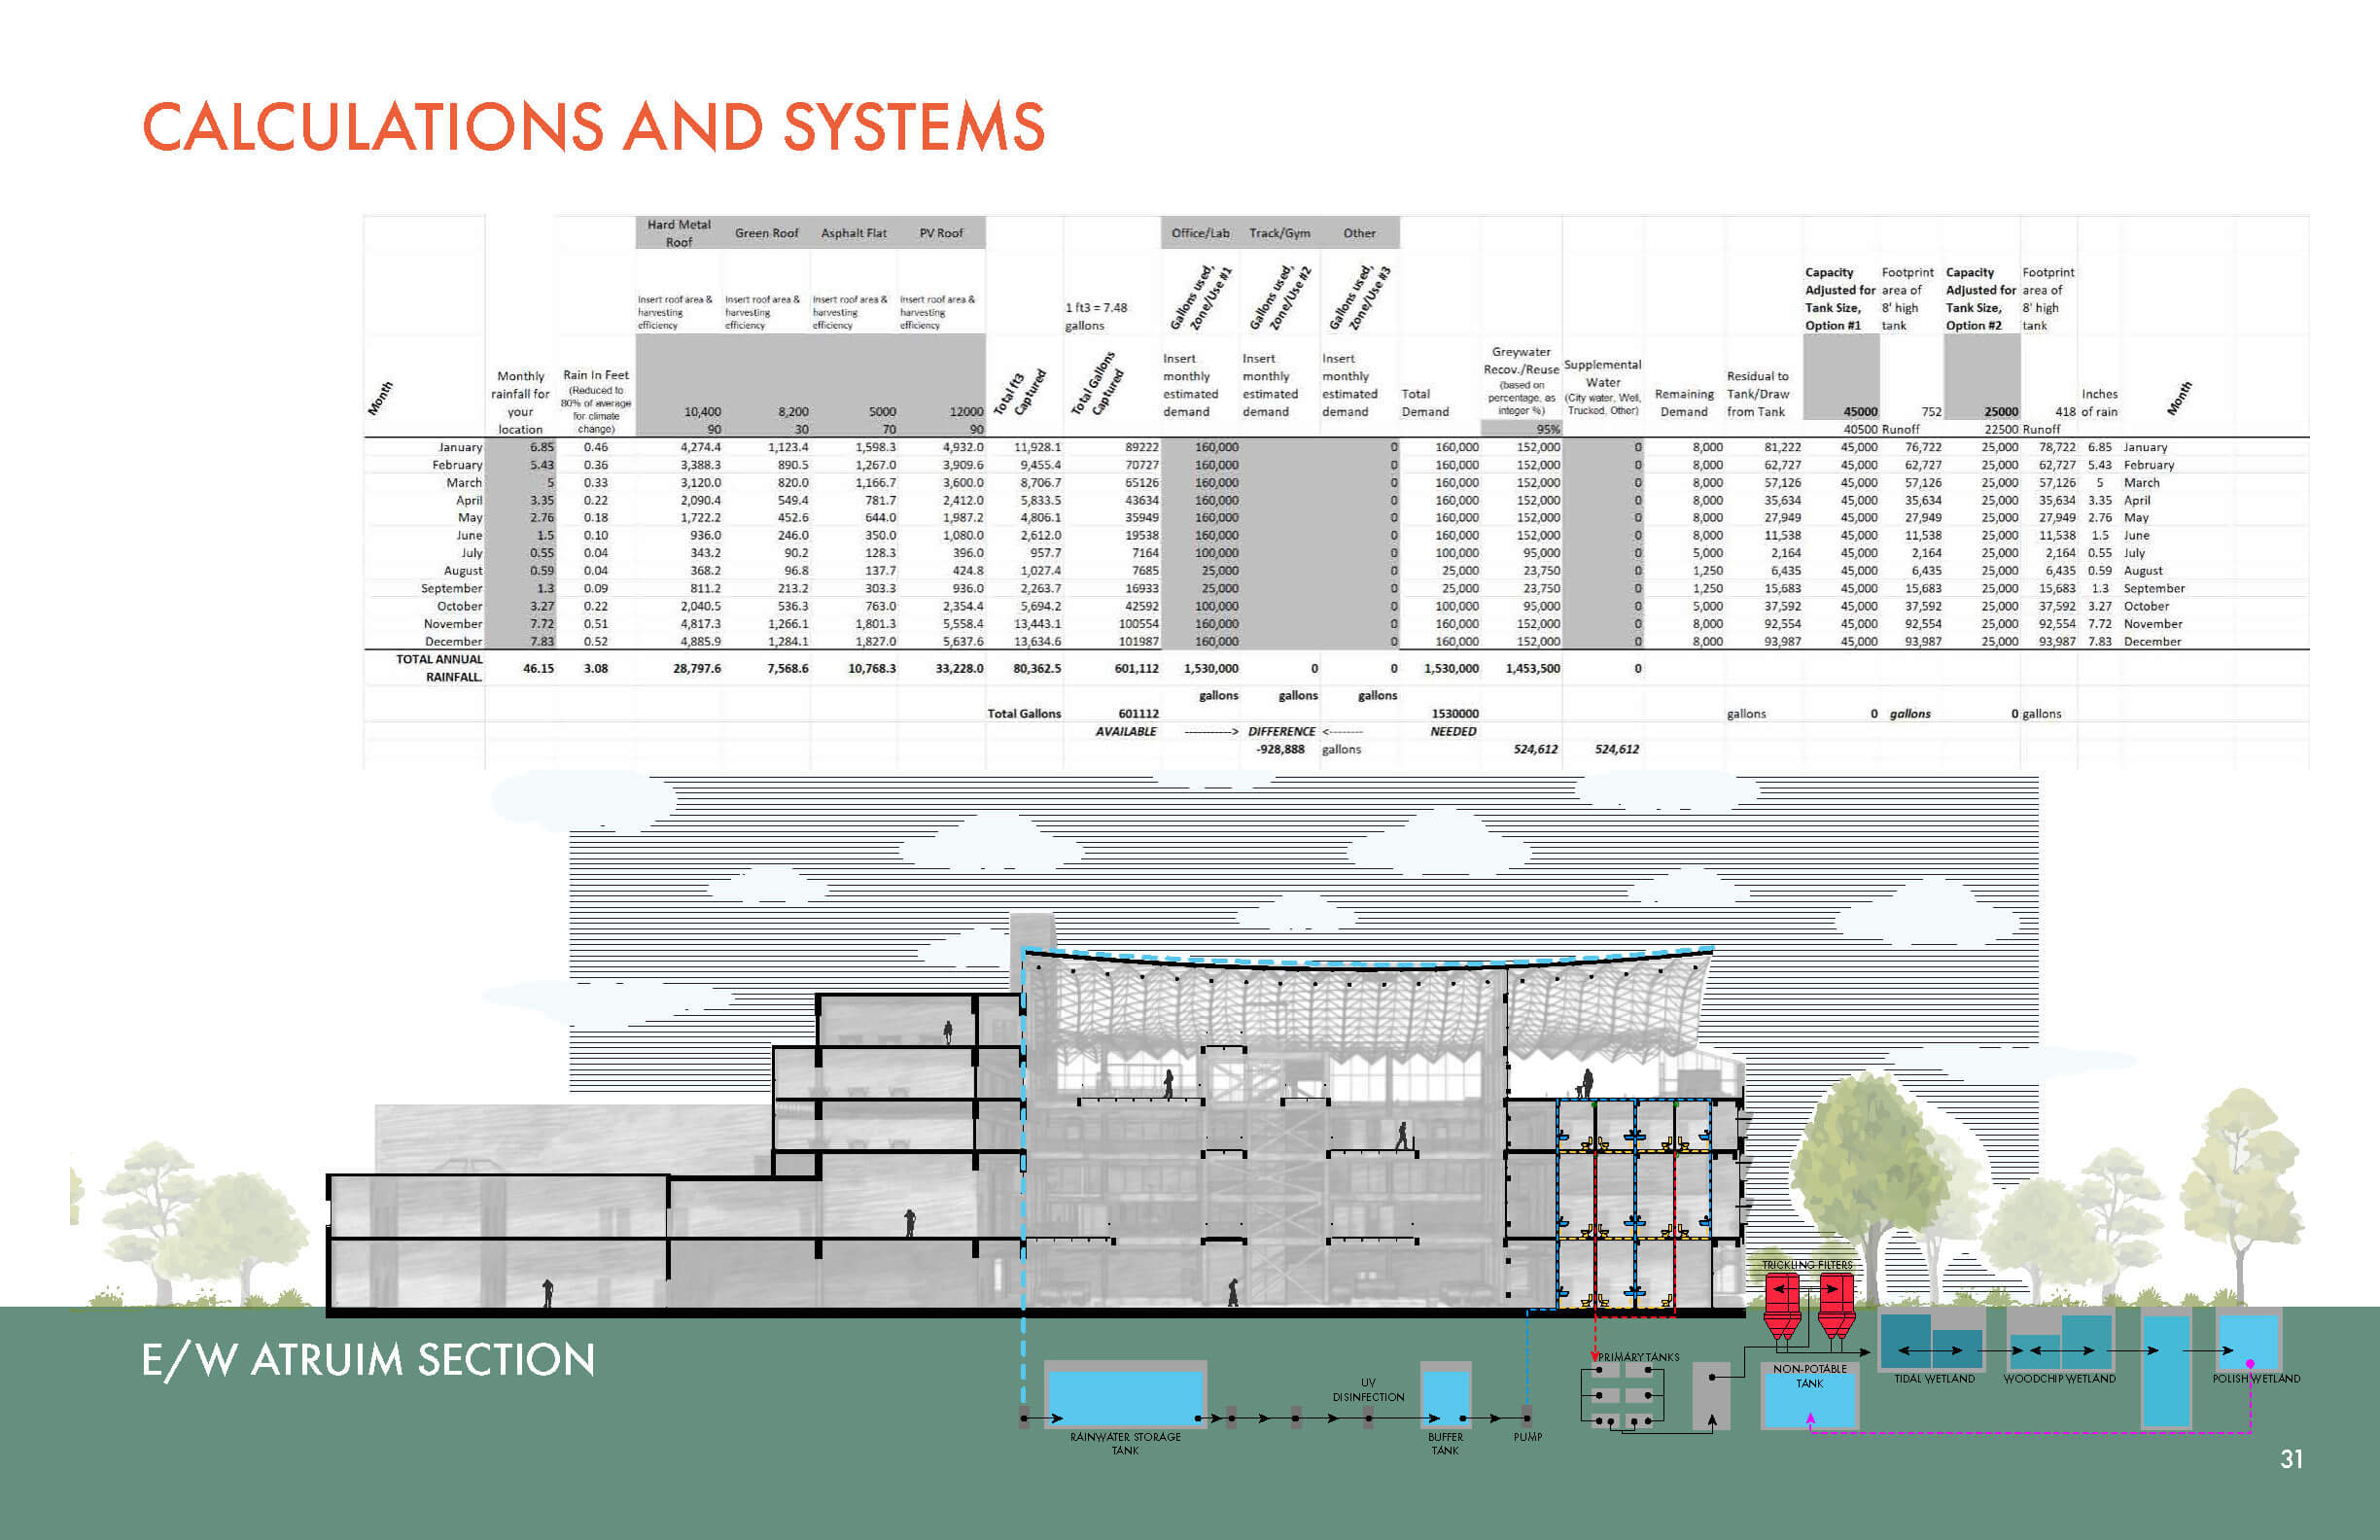 CALCULATIONS AND SYSTEMS
Hard Metal Roof Green Roof Asphalt Flat PV Roof Office/Lab Track/Gym Other
Insert roof area & harvesting efficiency Insert roof area & harvesting efficiency Insert roof area & harvesting efficiency Insert roof area & harvesting efficiency 1 ft3 = 7.48 gallons Gallons used, Zone/Use #1 Gallons used, Zone/Use #2 Gallons used, Zone/Use #3 Capacity Adjusted for Tank Size, Option #1 Footprint area of 8' high tank Capacity Adjusted for Tank Size, Option #2 Footprint area of 8' high tank
Month Monthly rainfall for your location Rain In Feet (Reduced to 80% of average for climate change) 10,400 8,200 5000 12000 Total ft3 Captured Total Gallons Captured Insert monthly estimated demand Insert monthly estimated demand Insert monthly estimated demand Total Demand Greywater Recov./Reuse (based on percentage, as integer %) Supplemental Water (City water, Well, Trucked, Other) Remaining Demand Residual to Tank/Draw from Tank 45000 752 25000 418 Inches of rain Month
90 30 70 90 95% 40500 Runoff 22500 Runoff
January 6.85 0.46 4,274.4 1,123.4 1,598.3 4,932.0 11,928.1 89222 160,000 0 160,000 152,000 0 8,000 81,222 45,000 76,722 25,000 78,722 6.85 January
February 5.43 0.36 3,388.3 890.5 1,267.0 3,909.6 9,455.4 70727 160,000 0 160,000 152,000 0 8,000 62,727 45,000 62,727 25,000 62,727 5.43 February
March 5 0.33 3,120.0 820.0 1,166.7 3,600.0 8,706.7 65126 160,000 0 160,000 152,000 0 8,000 57,126 45,000 57,126 25,000 57,126 5 March
April 3.35 0.22 2,090.4 549.4 781.7 2,412.0 5,833.5 43634 160,000 0 160,000 152,000 0 8,000 35,634 45,000 35,634 25,000 35,634 3.35 April
May 2.76 0.18 1,722.2 452.6 644.0 1,987.2 4,806.1 35949 160,000 0 160,000 152,000 0 8,000 27,949 45,000 27,949 25,000 27,949 2.76 May
June 1.5 0.10 936.0 246.0 350.0 1,080.0 2,612.0 19538 160,000 0 160,000 152,000 0 8,000 11,538 45,000 11,538 25,000 11,538 1.5 June
July 0.55 0.04 343.2 90.2 128.3 396.0 957.7 7164 100,000 0 100,000 95,000 0 5,000 2,164 45,000 2,164 25,000 2,164 0.55 July
August 0.59 0.04 368.2 96.8 137.7 424.8 1,027.4 7685 25,000 0 25,000 23,750 0 1,250 6,435 45,000 6,435 25,000 6,435 0.59 August
September 1.3 0.09 811.2 213.2 303.3 936.0 2,263.7 16933 25,000 0 25,000 23,750 0 1,250 15,683 45,000 15,683 25,000 15,683 1.3 September
October 3.27 0.22 2,040.5 536.3 763.0 2,354.4 5,694.2 42592 100,000 0 100,000 95,000 0 5,000 37,592 45,000 37,592 25,000 37,592 3.27 October
November 7.72 0.51 4,817.3 1,266.1 1,801.3 5,558.4 13,443.1 100554 160,000 0 160,000 152,000 0 8,000 92,554 45,000 92,554 25,000 92,554 7.72 November
December 7.83 0.52 4,885.9 1,284.1 1,827.0 5,637.6 13,634.6 101987 160,000 0 160,000 152,000 0 8,000 93,987 45,000 93,987 25,000 93,987 7.83 December
TOTAL ANNUAL RAINFALL. 46.15 3.08 28,797.6 7,568.6 10,768.3 33,228.0 80,362.5 601,112 1,530,000 0 0 1,530,000 1,453,500 0
gallons gallons gallons
Total Gallons 601112 1530000 gallons 0 gallons 0 gallons
AVAILABLE -----------> DIFFERENCE <-------- NEEDED
-928,888 gallons 524,612 524,612
TRICKLING FILTERS
E/W ATRUIM SECTION
PRIMARY TANKS
NON-POTABLE
TANK
TIDAL WETLAND
WOODCHIP WETLAND
POLISH WETLAND
UV
DISINFECTION
RAINWATER STORAGE
TANK
BUFFER
TANK
PUMP
31